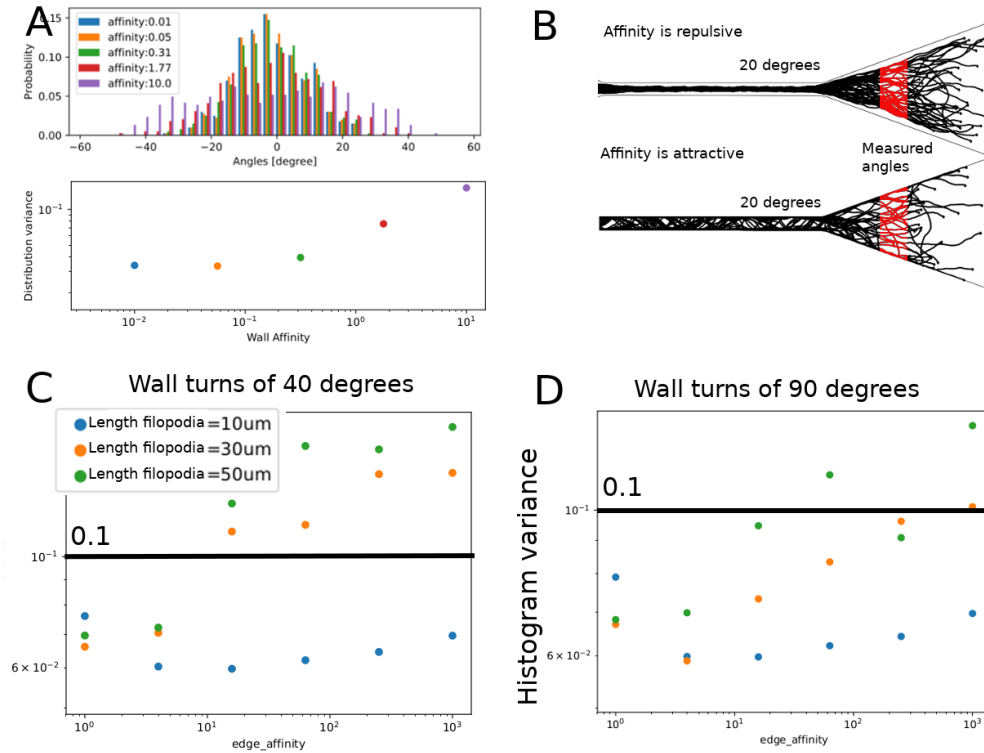 A
affinity:0.01
affinity:0.05
affinity:0.31
affinity:1.77
affinity:10.0
Probability
0.15
0.10
0.05
0.00
−60
−40
−20
0
20
40
60
Angles [degree]
Distribution variance
10⁻¹
10⁻²
10⁻¹
10⁰
10¹
Wall Affinity
B
Affinity is repulsive
20 degrees
Affinity is attractive
Measured
angles
20 degrees
C
Wall turns of 40 degrees
Length filopodia =10um
Length filopodia =30um
Length filopodia =50um
0.1
10⁻¹
6 × 10⁻²
10⁰
10¹
10²
10³
edge_affinity
D
Wall turns of 90 degrees
Histogram variance
0.1
10⁻¹
6 × 10⁻²
10⁰
10¹
10²
10³
edge_affinity